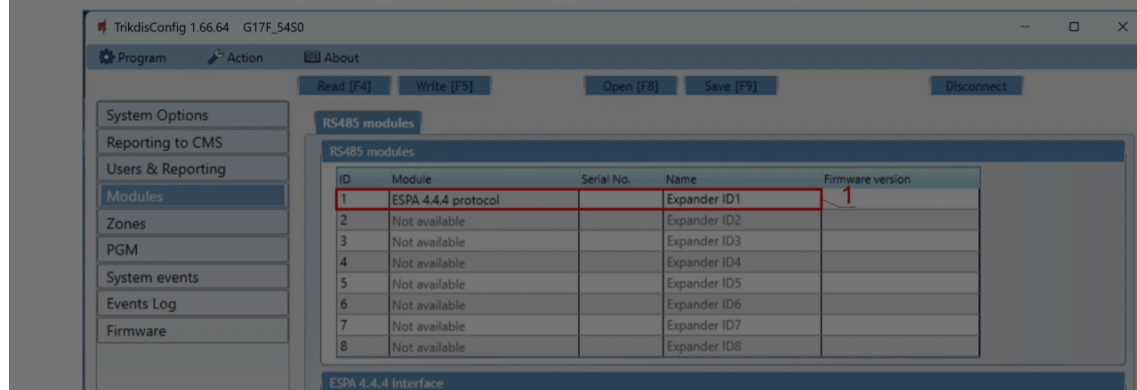 TrikdisConfig 1.66.64 G17F_54S0
Program Action About
Read [F4] Write [F5] Open [F8] Save [F9] Disconnect
System Options
Reporting to CMS
Users & Reporting
Modules
Zones
PGM
System events
Events Log
Firmware
RS485 modules
RS485 modules
ID Module Serial No. Name Firmware version
1 ESPA 4.4.4 protocol Expander ID1 1
2 Not available Expander ID2
3 Not available Expander ID3
4 Not available Expander ID4
5 Not available Expander ID5
6 Not available Expander ID6
7 Not available Expander ID7
8 Not available Expander ID8
ESPA 4.4.4 interface